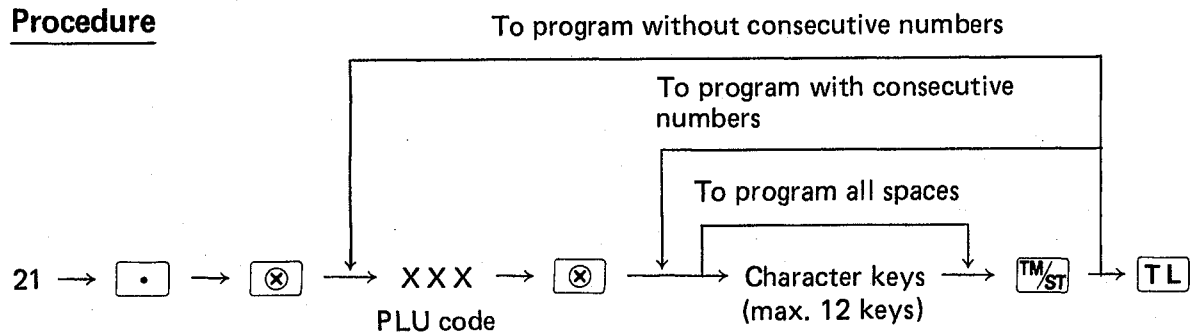 Procedure
To program without consecutive numbers
To program with consecutive
numbers
To program all spaces
21 → · → ⊗ → XXX → ⊗ → Character keys → TM/ST → TL
PLU code
(max. 12 keys)